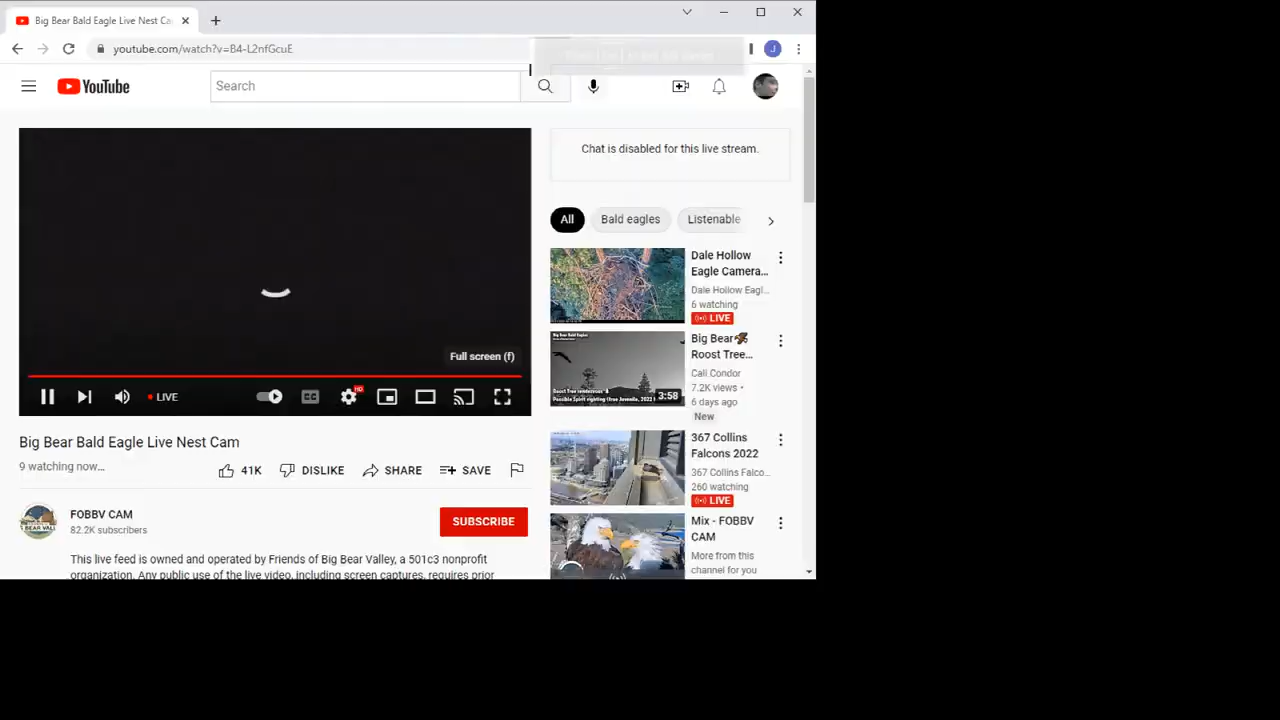 Big Bear Bald Eagle Live Nest Ca
youtube.com/watch?v=B4-L2nfGcuE
J
YouTube
Search
Chat is disabled for this live stream.
All
Bald eagles
Listenable
Dale Hollow
Eagle Camera...
Dale Hollow Eagl...
6 watching
LIVE
Big Bear
Roost Tree...
Cali Condor
7.2K views •
6 days ago
New
3:58
Full screen (f)
LIVE
CC
HD
367 Collins
Falcons 2022
367 Collins Falco...
260 watching
LIVE
Big Bear Bald Eagle Live Nest Cam
9 watching now...
41K
DISLIKE
SHARE
SAVE
FOBBV CAM
82.2K subscribers
SUBSCRIBE
Mix - FOBBV
CAM
More from this
channel for you
This live feed is owned and operated by Friends of Big Bear Valley, a 501c3 nonprofit
organization. Any public use of the live video, including screen captures, requires prior